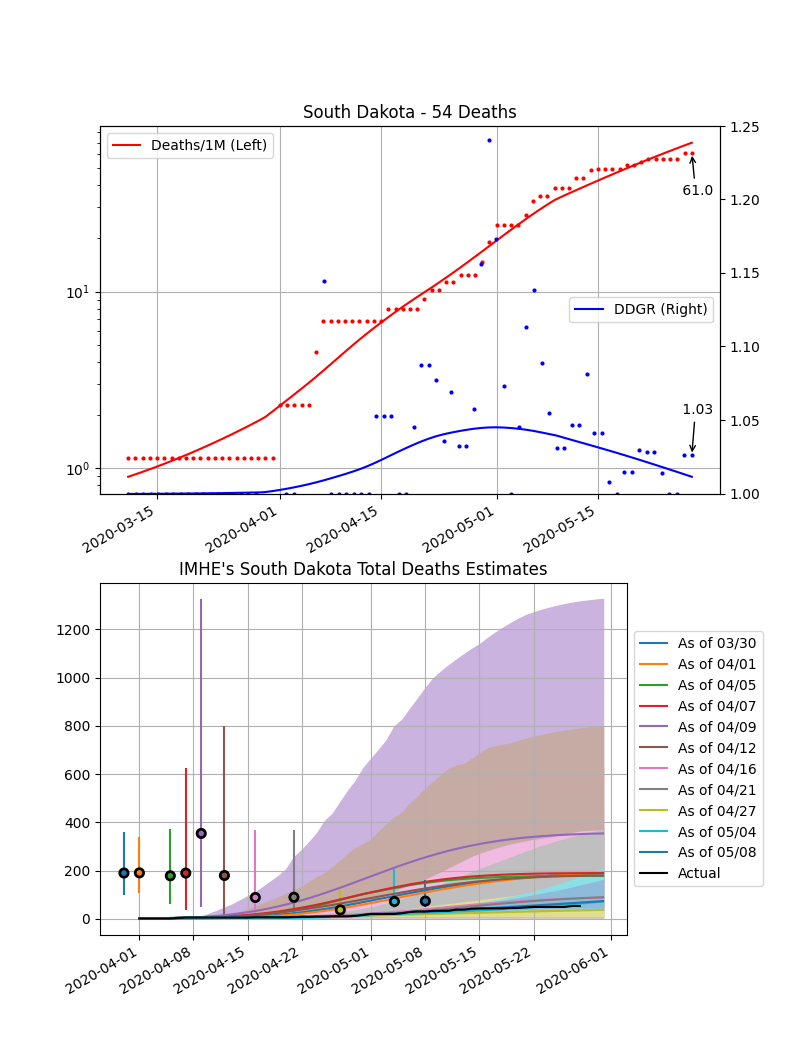 South Dakota - 54 Deaths
Deaths/1M (Left)
DDGR (Right)
61.0
1.03
10¹
10⁰
1.25
1.20
1.15
1.10
1.05
1.00
2020-03-15
2020-04-01
2020-04-15
2020-05-01
2020-05-15
IMHE's South Dakota Total Deaths Estimates
1200
1000
800
600
400
200
0
2020-04-01
2020-04-08
2020-04-15
2020-04-22
2020-05-01
2020-05-08
2020-05-15
2020-05-22
2020-06-01
As of 03/30
As of 04/01
As of 04/05
As of 04/07
As of 04/09
As of 04/12
As of 04/16
As of 04/21
As of 04/27
As of 05/04
As of 05/08
Actual